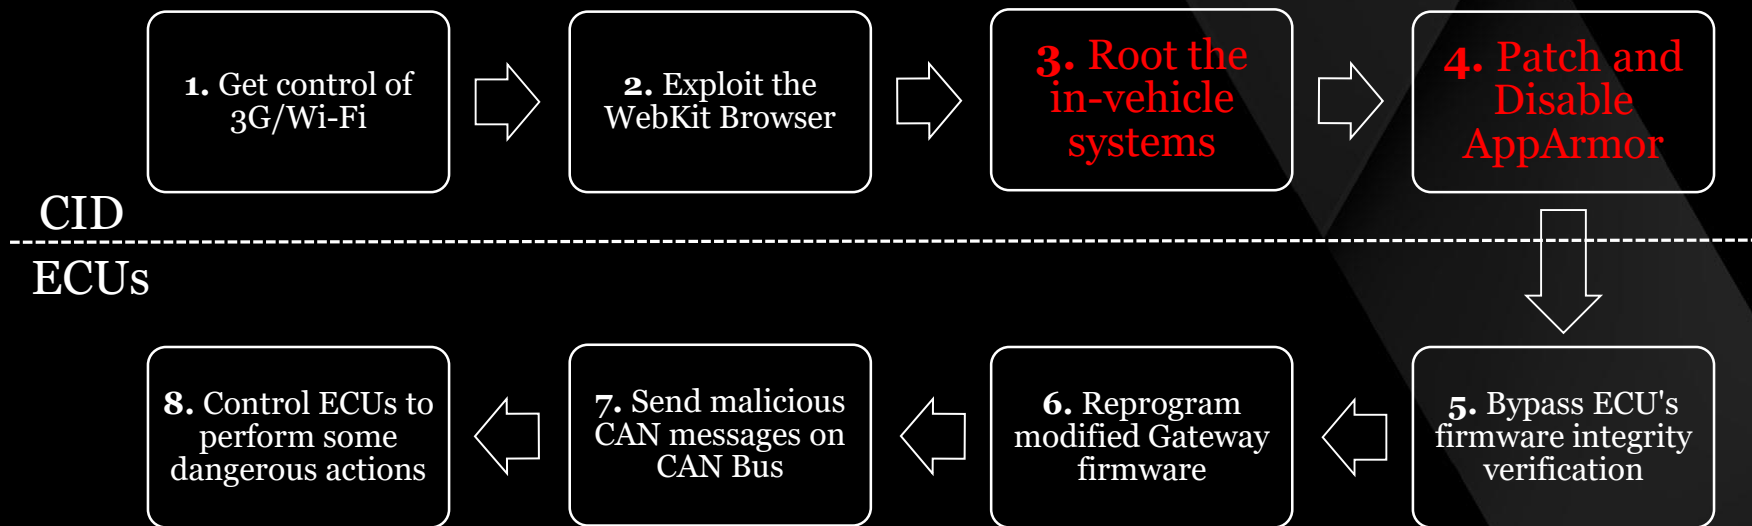 1. Get control of
3G/Wi-Fi
2. Exploit the
WebKit Browser
3. Root the
in-vehicle
systems
4. Patch and
Disable
AppArmor
CID
ECUs
8. Control ECUs to
perform some
dangerous actions
7. Send malicious
CAN messages on
CAN Bus
6. Reprogram
modified Gateway
firmware
5. Bypass ECU's
firmware integrity
verification